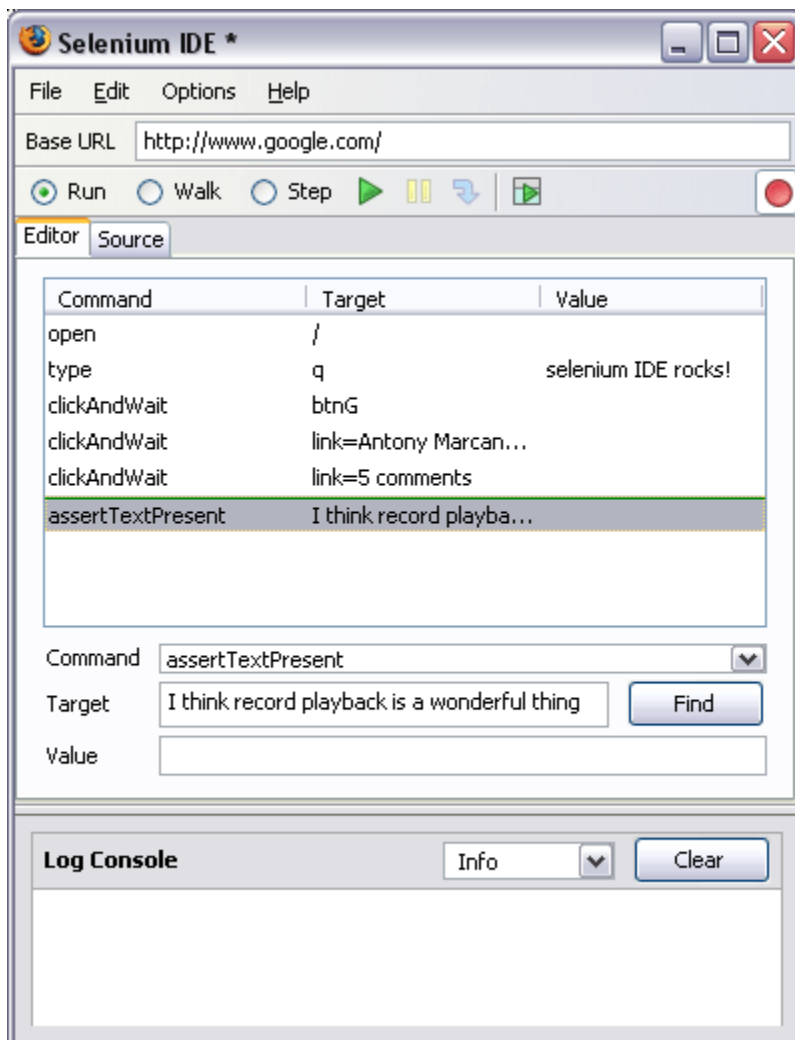 Selenium IDE *
File Edit Options Help
Base URL http://www.google.com/
Run Walk Step
Editor Source
Command Target Value
open /
type q selenium IDE rocks!
clickAndWait btnG
clickAndWait link=Antony Marcan...
clickAndWait link=5 comments
assertTextPresent I think record playba...
Command assertTextPresent
Target I think record playback is a wonderful thing Find
Value
Log Console Info Clear